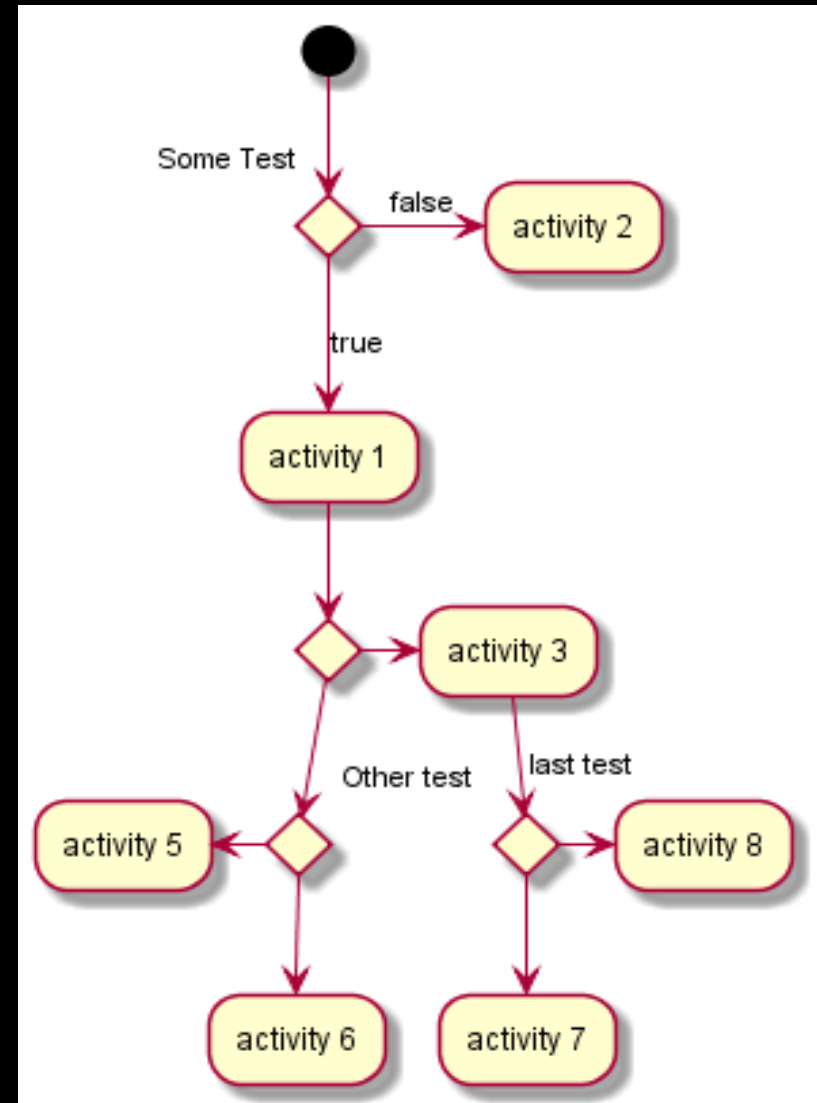 Some Test
false
activity 2
true
activity 1
activity 3
Other test
last test
activity 5
activity 8
activity 6
activity 7